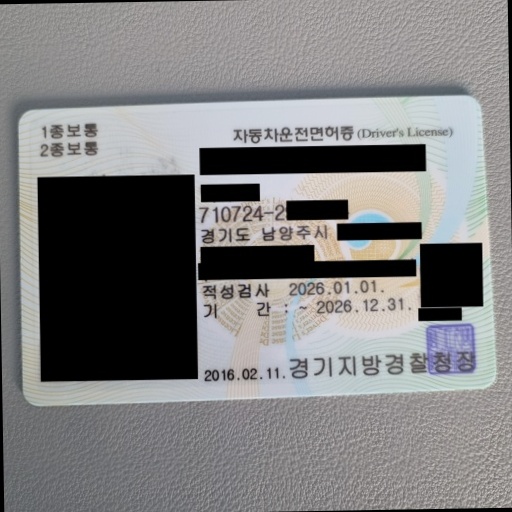 1종보통
2종보통
자동차운전면허증 (Driver's License)
710724-2
경기도 남양주시
적성검사 2026.01.01.
기 간 : ~ 2026.12.31.
2016.02.11. 경기지방경찰청장